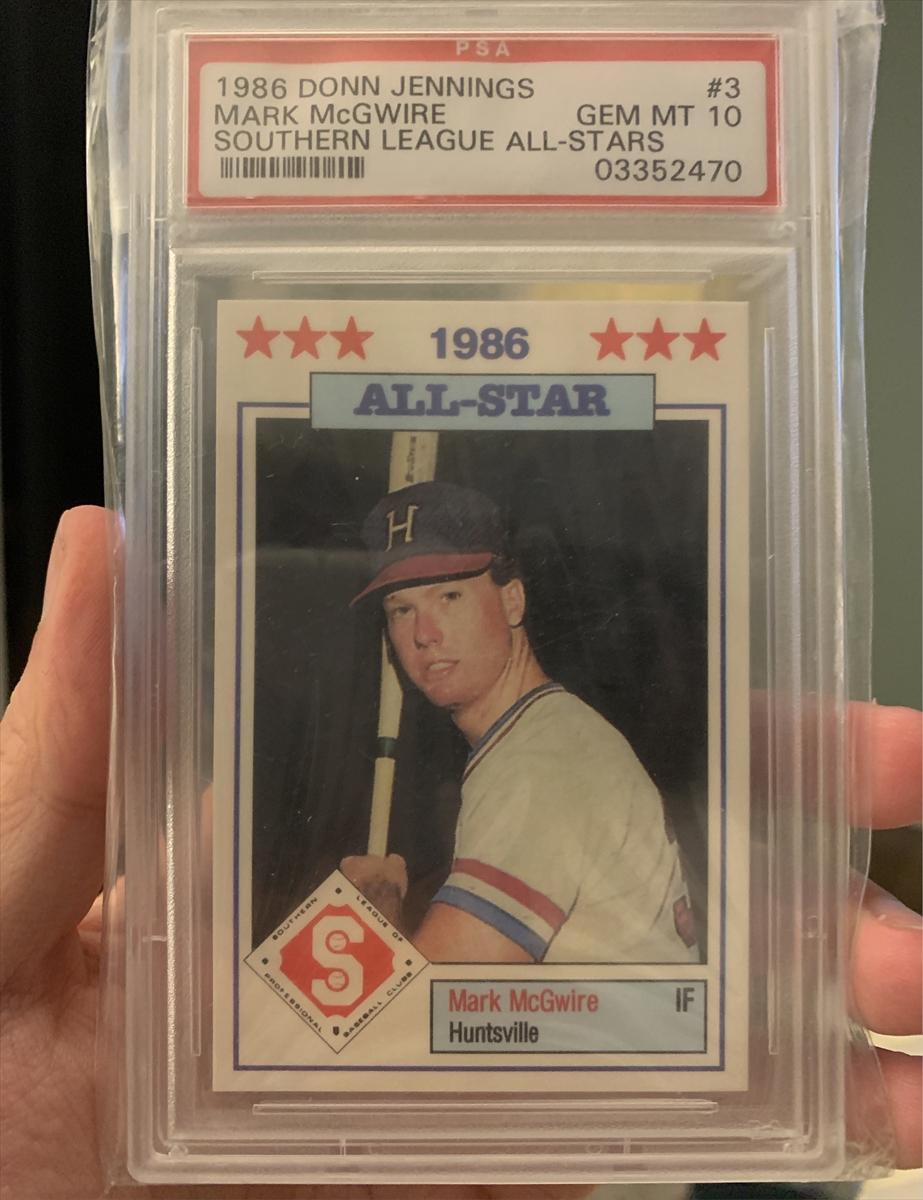 PSA
1986 DONN JENNINGS #3
MARK McGWIRE GEM MT 10
SOUTHERN LEAGUE ALL-STARS
03352470
1986
ALL-STAR
H
SOUTHERN LEAGUE OF
PROFESSIONAL BASEBALL CLUBS
S
Mark McGwire IF
Huntsville